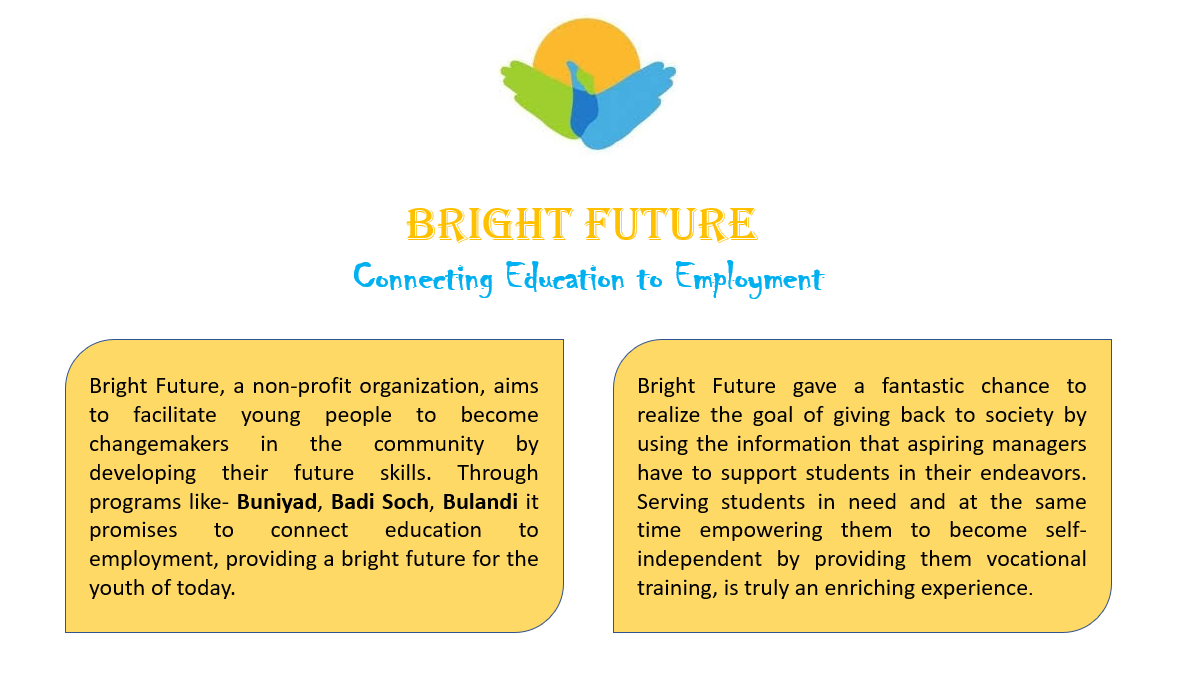 BRIGHT FUTURE
Connecting Education to Employment
Bright Future, a non-profit organization, aims
to facilitate young people to become
changemakers in the community by
developing their future skills. Through
programs like- Buniyad, Badi Soch, Bulandi it
promises to connect education to
employment, providing a bright future for the
youth of today.
Bright Future gave a fantastic chance to
realize the goal of giving back to society by
using the information that aspiring managers
have to support students in their endeavors.
Serving students in need and at the same
time empowering them to become self-
independent by providing them vocational
training, is truly an enriching experience.